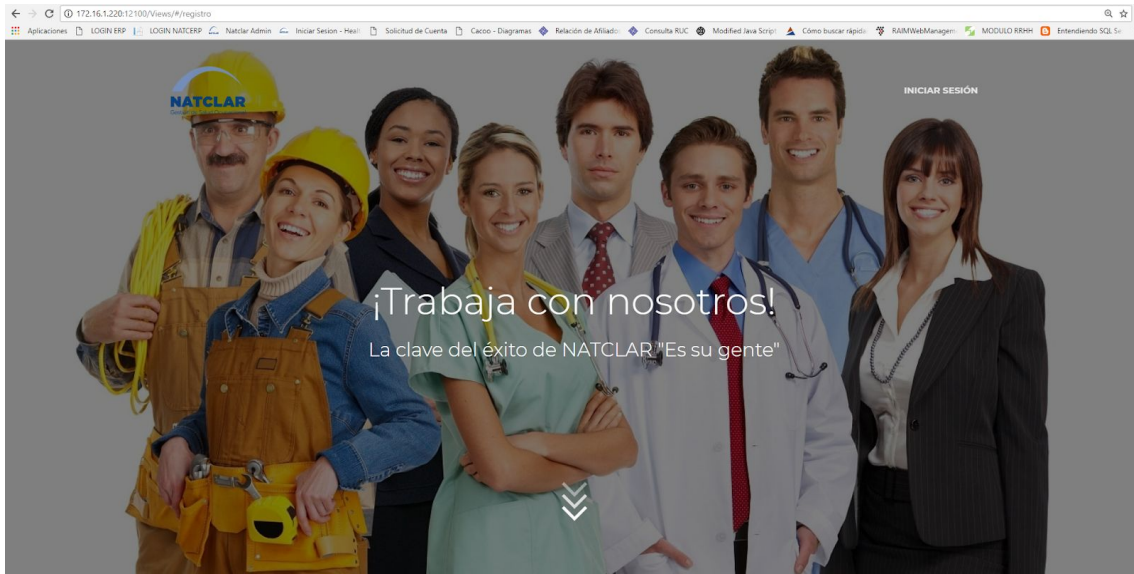 172.16.1.220:12100/Views/#/registro
Aplicaciones LOGIN ERP LOGIN NATCERP Natclar Admin Iniciar Sesion - Healt Solicitud de Cuenta Cacoo - Diagramas Relación de Afiliado Consulta RUC Modified Java Script Cómo buscar rápida RAIMWebManagem MODULO RRHH Entendiendo SQL Se
NATCLAR
INICIAR SESIÓN
¡Trabaja con nosotros!
La clave del éxito de NATCLAR "Es su gente"